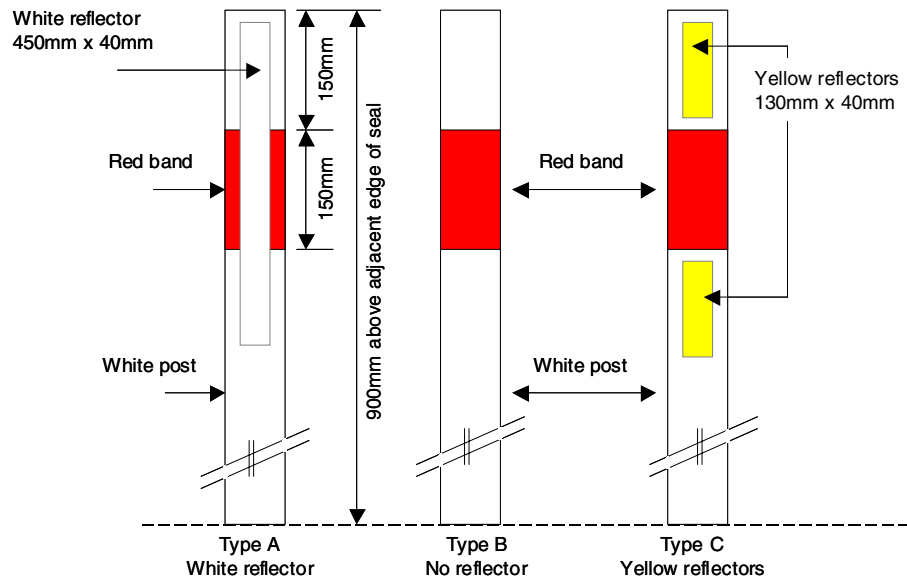 White reflector
450mm x 40mm
150mm
Yellow reflectors
130mm x 40mm
Red band
150mm
Red band
900mm above adjacent edge of seal
White post
White post
Type A
White reflector
Type B
No reflector
Type C
Yellow reflectors